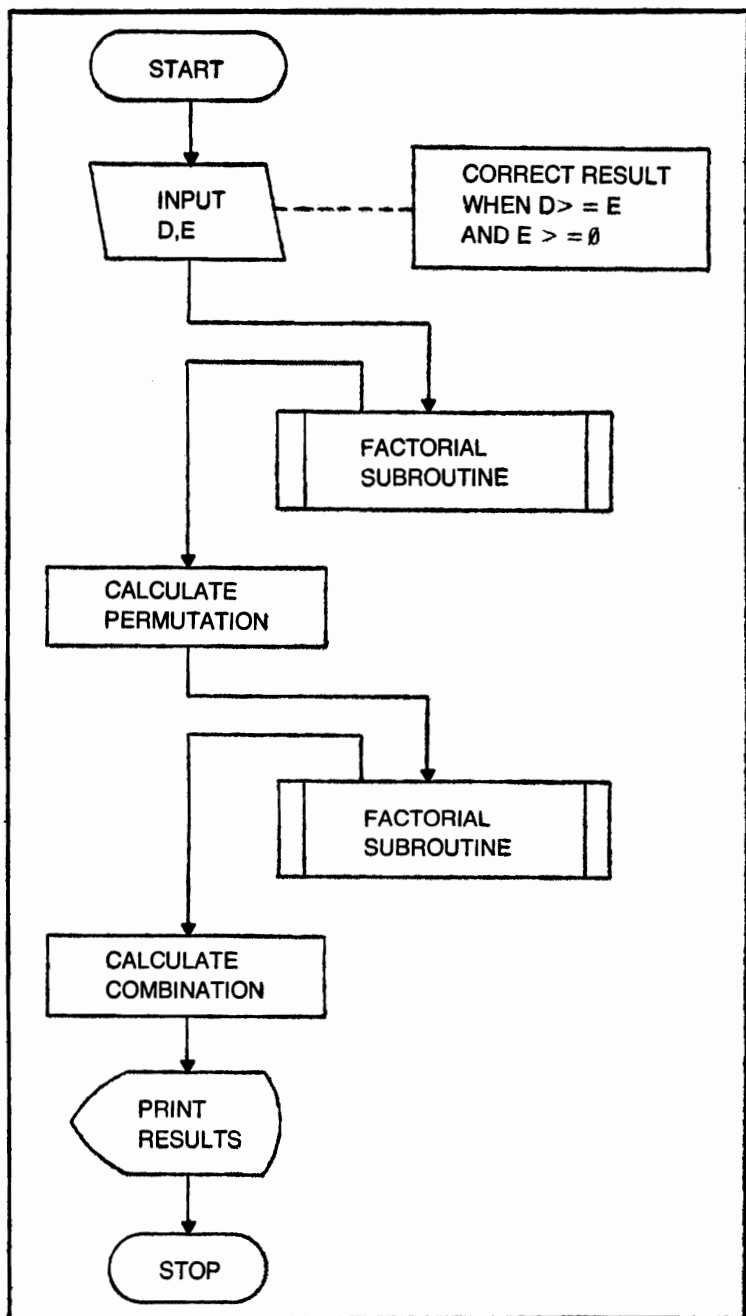 START
INPUT
D,E
CORRECT RESULT
WHEN D> = E
AND E > =Ø
FACTORIAL
SUBROUTINE
CALCULATE
PERMUTATION
FACTORIAL
SUBROUTINE
CALCULATE
COMBINATION
PRINT
RESULTS
STOP